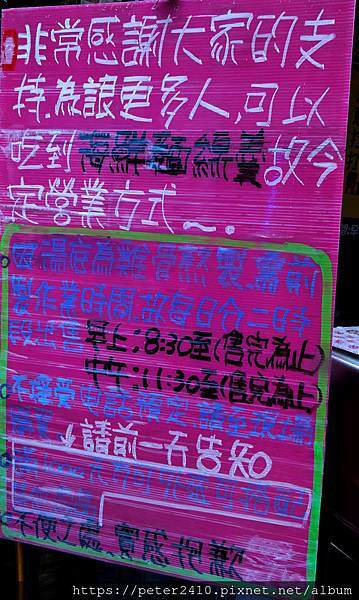 非常感謝大家的支
持.為讓更多人,可以
吃到海鮮麵線羹故今
定營業方式~.
因湯底為雞骨熬製.需前
製作業時間.故每日分二時
段出售早上:8:30至(售完為止)
中午:11:30至(售完為止)
不接受電話預定.請至現場
↓請前一天告知
不便之處、實感抱歉
https://peter2410.pixnet.net/album